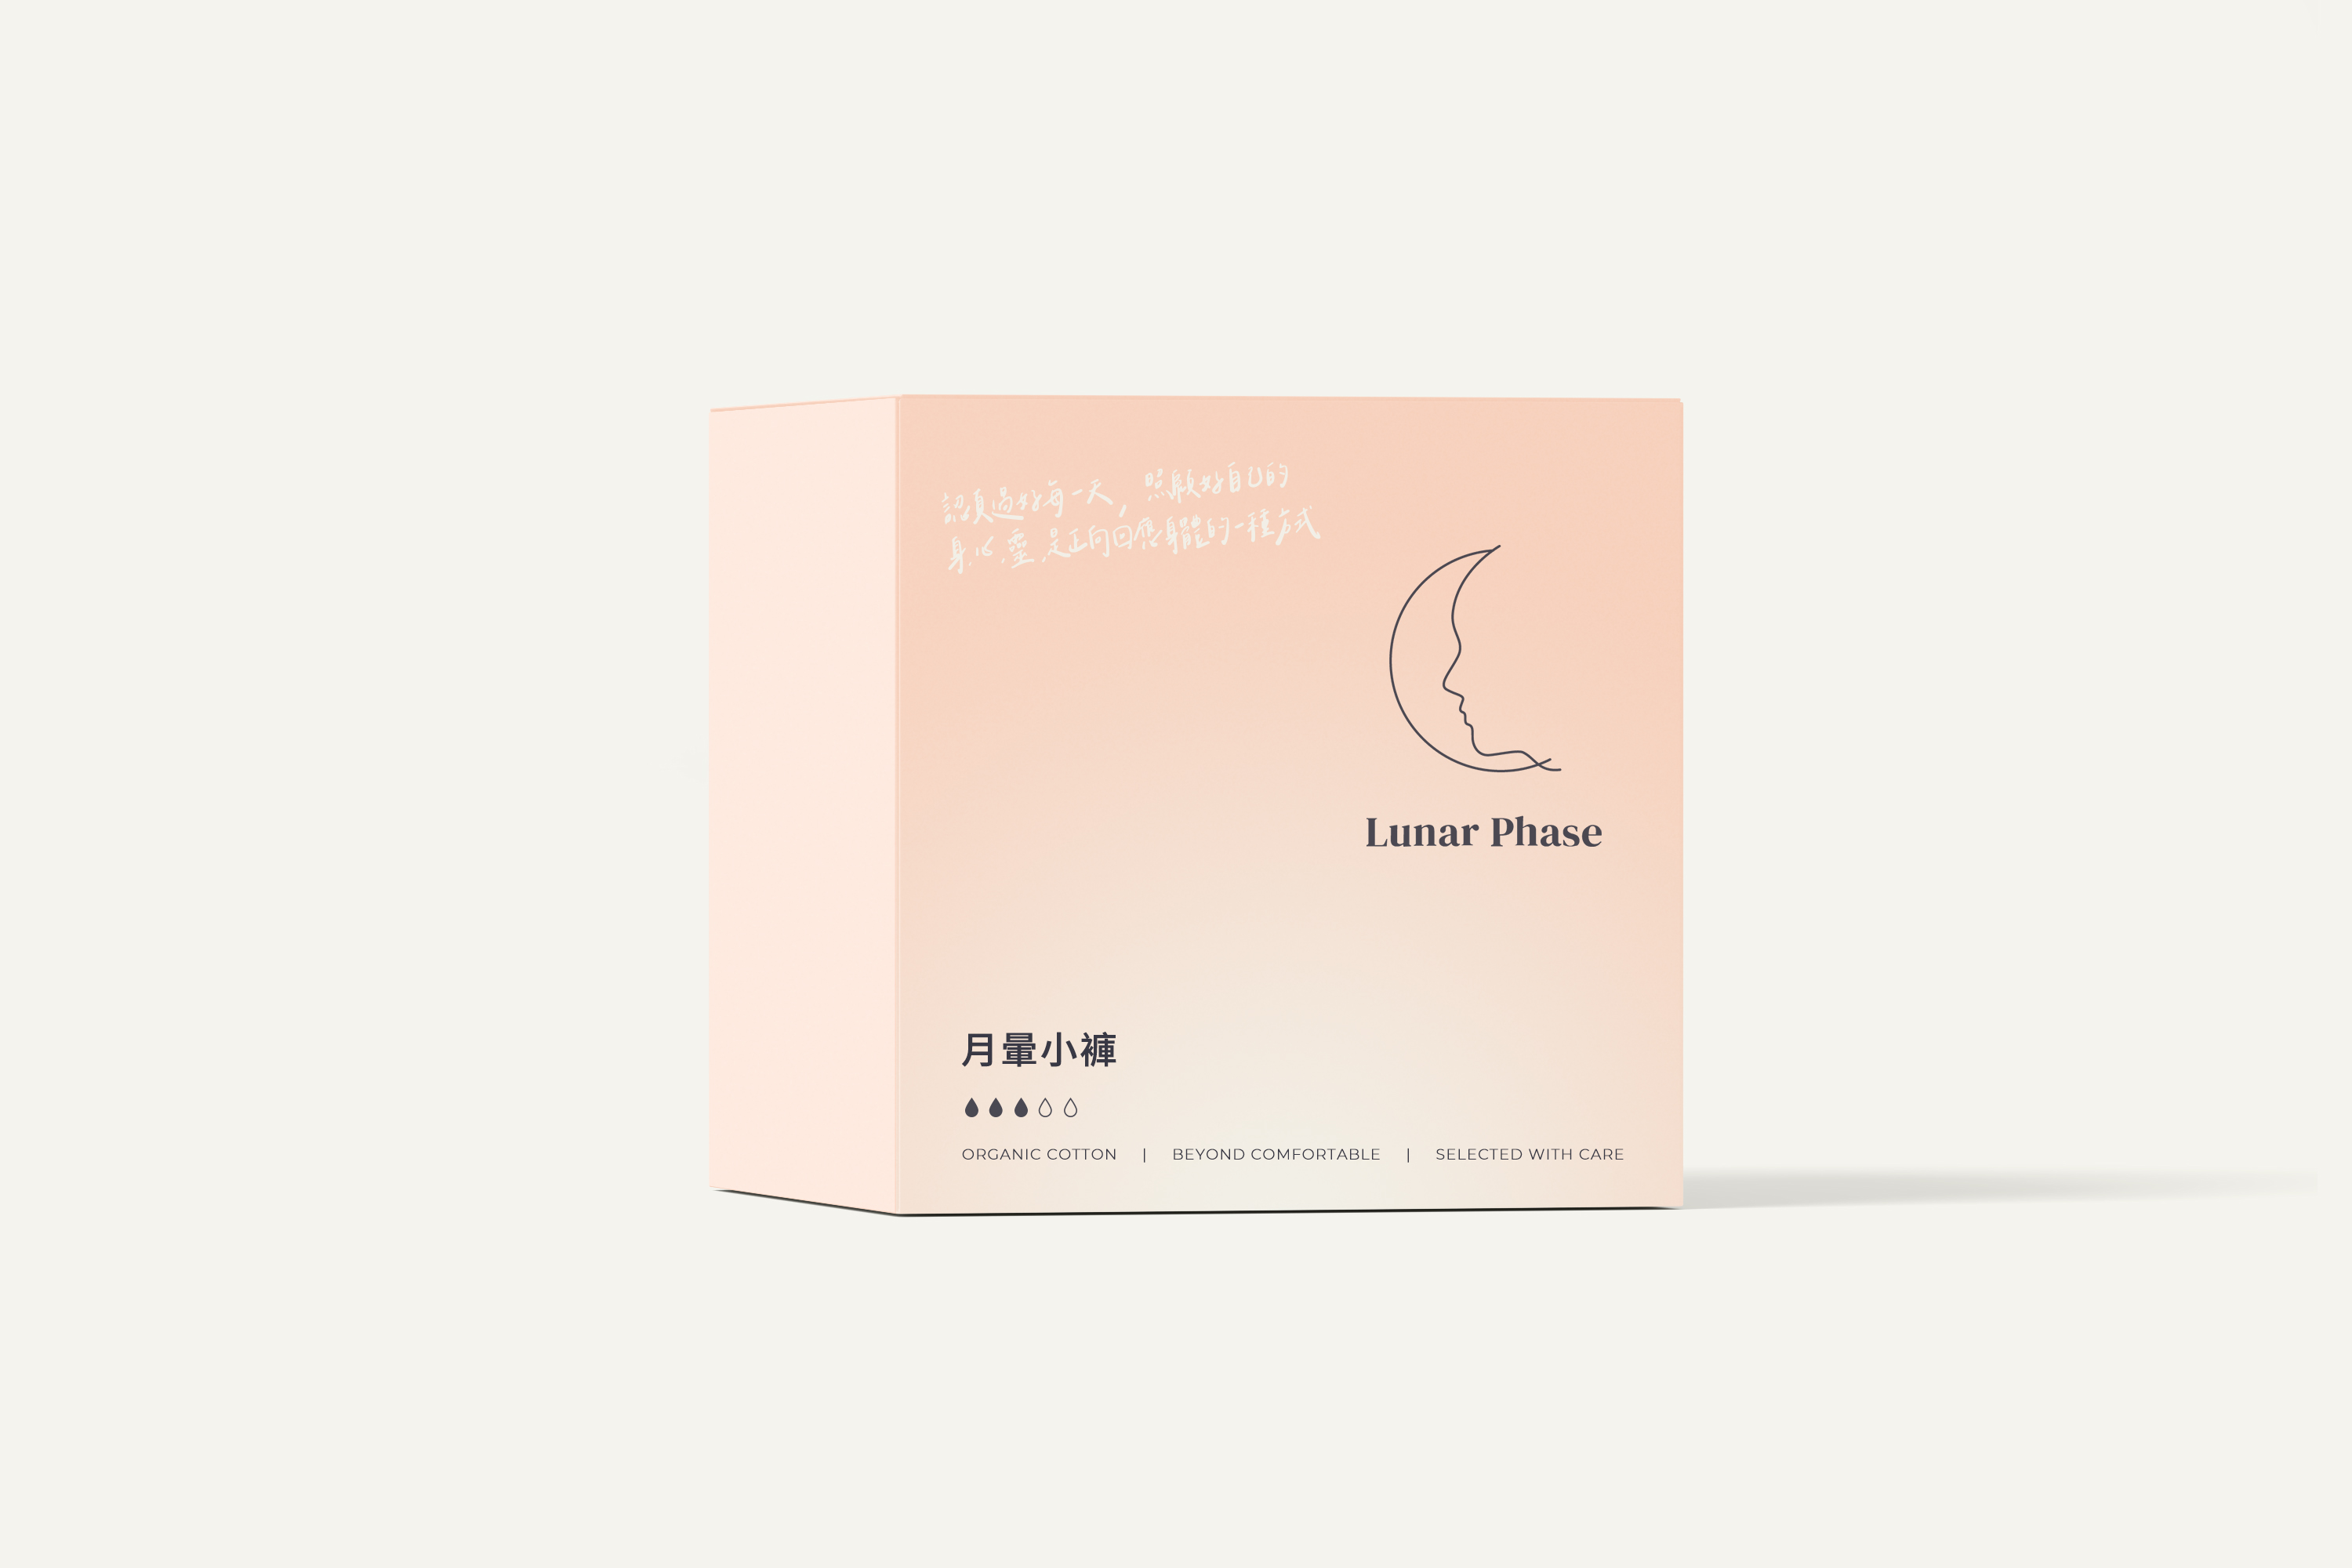 認真過好每一天，照顧好自己的
身、心、靈，是正向回應身體的一種方式
Lunar Phase
月暈小褲
ORGANIC COTTON | BEYOND COMFORTABLE | SELECTED WITH CARE